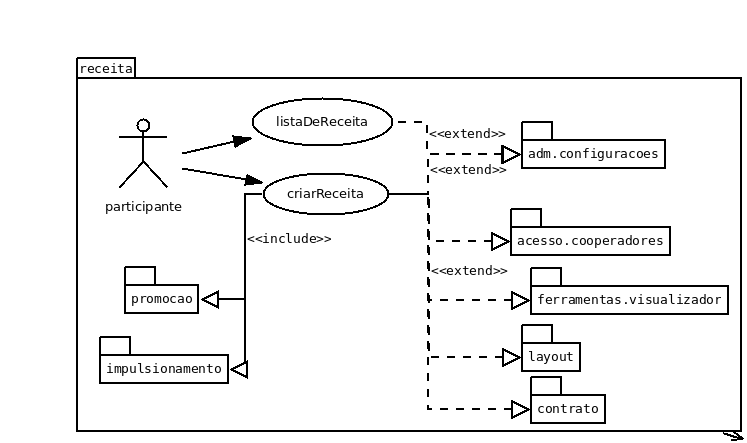 receita
listaDeReceita
<<extend>>
adm.configuracoes
<<extend>>
criarReceita
participante
<<include>>
acesso.cooperadores
<<extend>>
promocao
ferramentas.visualizador
impulsionamento
layout
contrato